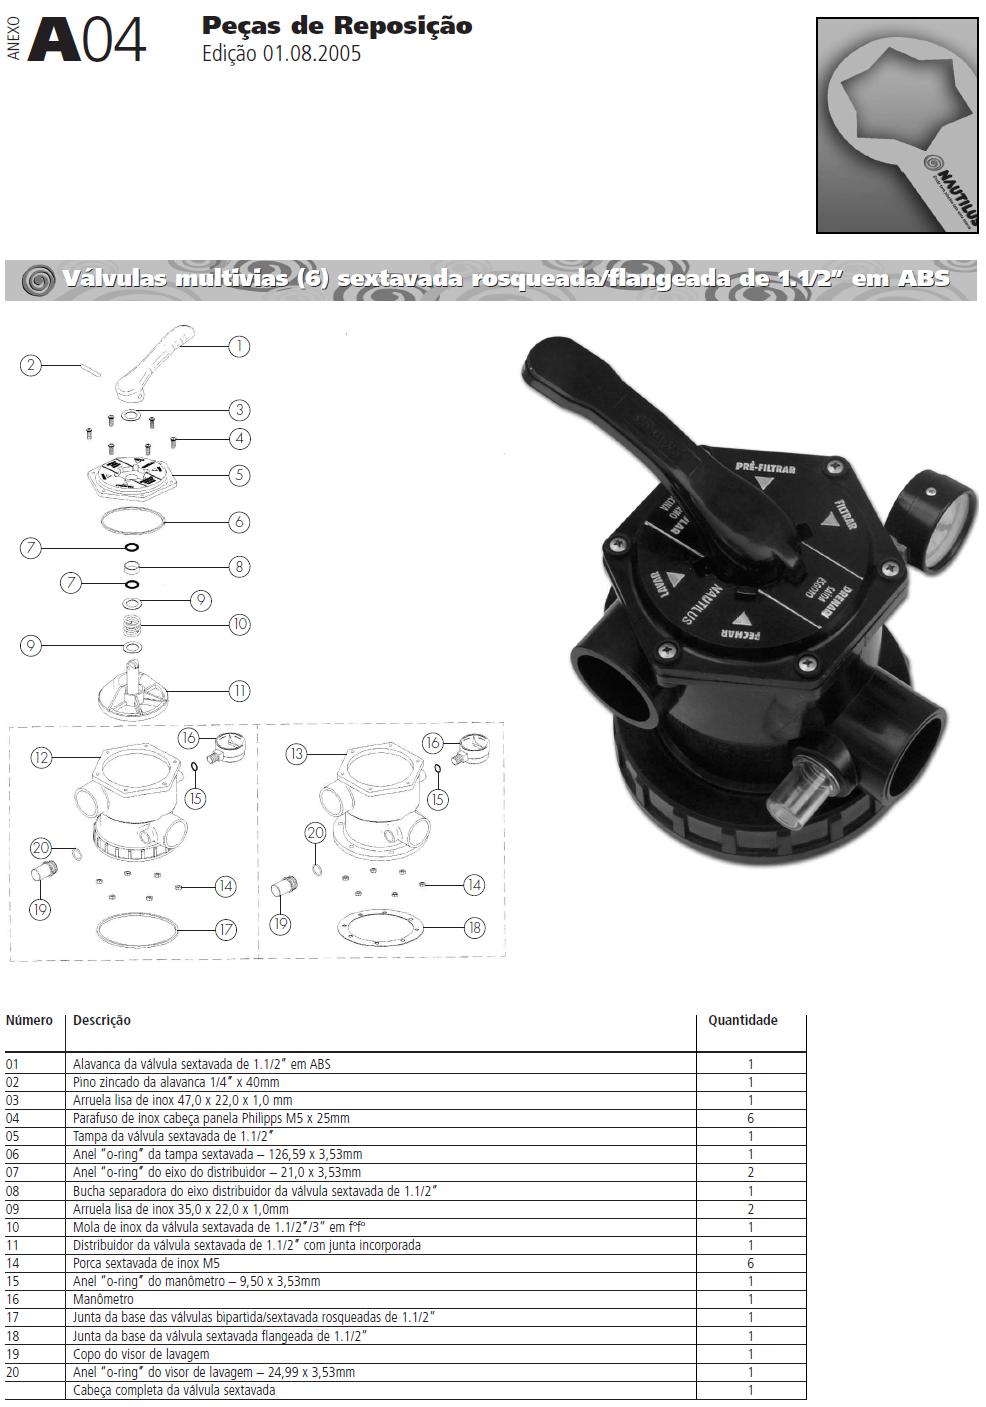 ANEXO
A04
Peças de Reposição
Edição 01.08.2005
NAUTILUS
Válvulas multivias (6) sextavada rosqueada/flangeada de 1.1/2” em ABS
1
2
3
4
5
6
7
8
7
9
10
9
11
12
16
15
20
14
19
17
13
16
15
20
14
19
18
PRÉ-FILTRAR
FILTRAR
LAVAR
NAUTILUS
FECHAR
DRENAR
SAÍDA
ESGOTO
Número Descrição Quantidade
01 Alavanca da válvula sextavada de 1.1/2” em ABS 1
02 Pino zincado da alavanca 1/4” x 40mm 1
03 Arruela lisa de inox 47,0 x 22,0 x 1,0 mm 1
04 Parafuso de inox cabeça panela Philipps M5 x 25mm 6
05 Tampa da válvula sextavada de 1.1/2” 1
06 Anel “o-ring” da tampa sextavada – 126,59 x 3,53mm 1
07 Anel “o-ring” do eixo do distribuidor – 21,0 x 3,53mm 2
08 Bucha separadora do eixo distribuidor da válvula sextavada de 1.1/2” 1
09 Arruela lisa de inox 35,0 x 22,0 x 1,0mm 2
10 Mola de inox da válvula sextavada de 1.1/2”/3” em fºfº 1
11 Distribuidor da válvula sextavada de 1.1/2” com junta incorporada 1
14 Porca sextavada de inox M5 6
15 Anel “o-ring” do manômetro – 9,50 x 3,53mm 1
16 Manômetro 1
17 Junta da base das válvulas bipartida/sextavada rosqueadas de 1.1/2” 1
18 Junta da base da válvula sextavada flangeada de 1.1/2” 1
19 Copo do visor de lavagem 1
20 Anel “o-ring” do visor de lavagem – 24,99 x 3,53mm 1
Cabeça completa da válvula sextavada 1